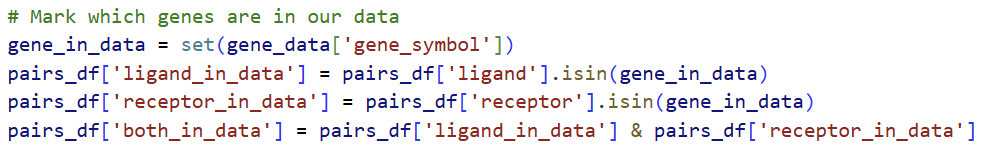 # Mark which genes are in our data
gene_in_data = set(gene_data['gene_symbol'])
pairs_df['ligand_in_data'] = pairs_df['ligand'].isin(gene_in_data)
pairs_df['receptor_in_data'] = pairs_df['receptor'].isin(gene_in_data)
pairs_df['both_in_data'] = pairs_df['ligand_in_data'] & pairs_df['receptor_in_data']